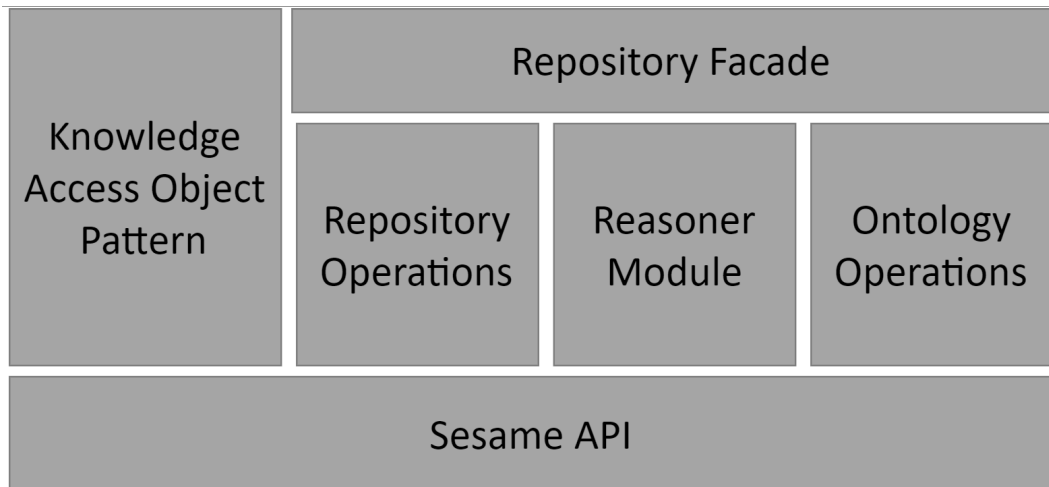 Knowledge
Access Object
Pattern
Repository Facade
Repository
Operations
Reasoner
Module
Ontology
Operations
Sesame API